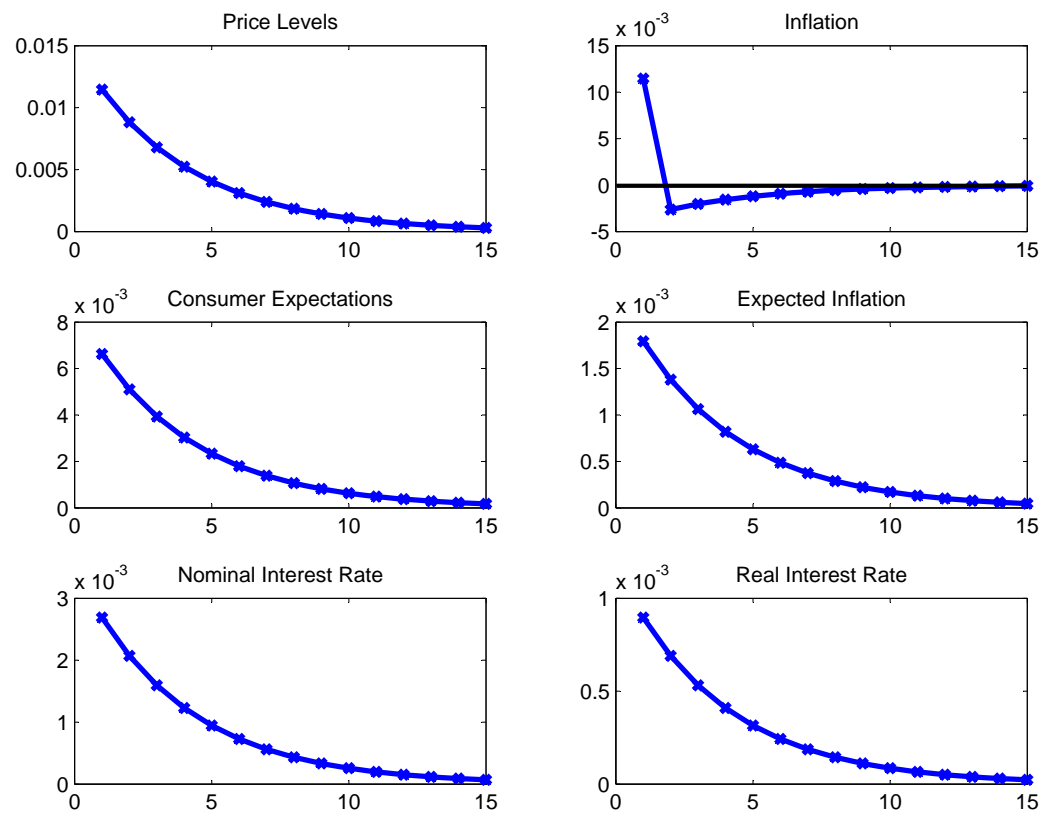 Price Levels
0.015
0.01
0.005
0
0 5 10 15
Inflation
x 10-3
15
10
5
0
-5
0 5 10 15
Consumer Expectations
x 10-3
8
6
4
2
0
0 5 10 15
Expected Inflation
x 10-3
2
1.5
1
0.5
0
0 5 10 15
Nominal Interest Rate
x 10-3
3
2
1
0
0 5 10 15
Real Interest Rate
x 10-3
1
0.5
0
0 5 10 15